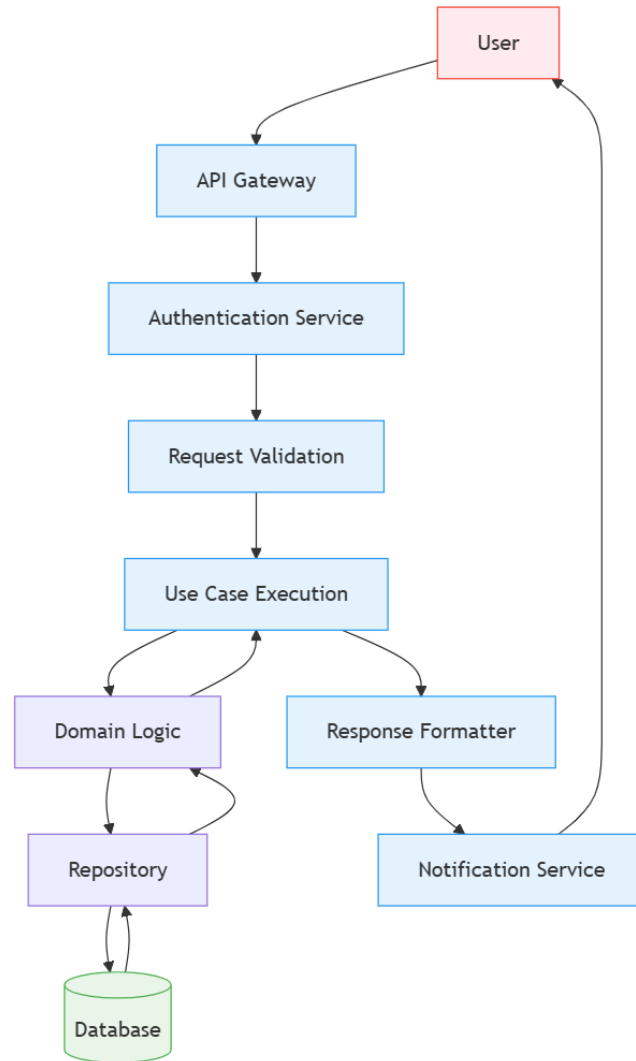 User
API Gateway
Authentication Service
Request Validation
Use Case Execution
Domain Logic
Response Formatter
Repository
Notification Service
Database